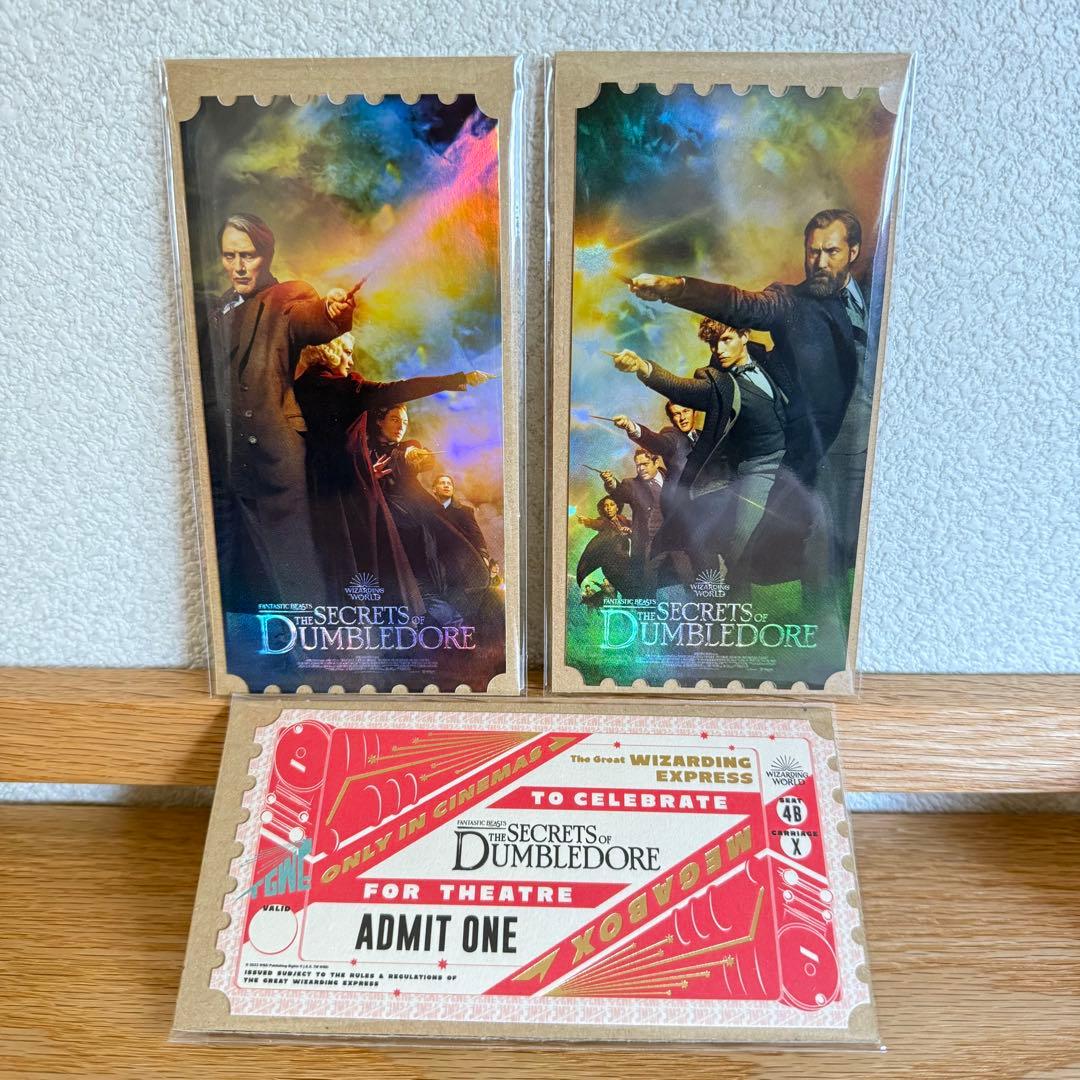 WIZARDING
WORLD
FANTASTIC BEASTS
THE SECRETS OF
DUMBLEDORE
WIZARDING
WORLD
FANTASTIC BEASTS
THE SECRETS OF
DUMBLEDORE
The Great WIZARDING
EXPRESS
WIZARDING
WORLD
ONLY IN CINEMAS
TO CELEBRATE
SEAT
4B
CARRIAGE
X
FANTASTIC BEASTS
THE SECRETS OF
DUMBLEDORE
MEGABOX
TGWE
FOR THEATRE
VALID
ADMIT ONE
ISSUED SUBJECT TO THE RULES & REGULATIONS OF
THE GREAT WIZARDING EXPRESS